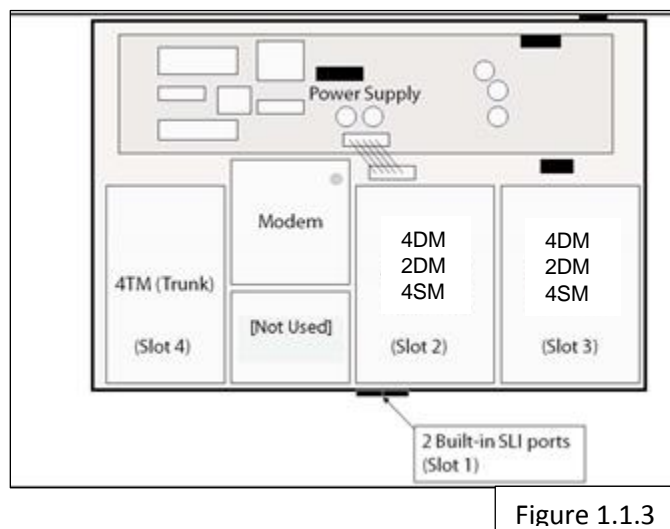 Power Supply
Modem
4TM (Trunk)
(Slot 4)
[Not Used]
4DM
2DM
4SM
(Slot 2)
4DM
2DM
4SM
(Slot 3)
2 Built-in SLI ports
(Slot 1)
Figure 1.1.3